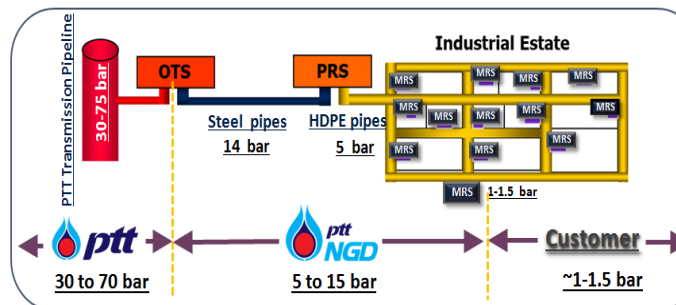 PTT Transmission Pipeline
30-75 bar
OTS
PRS
Industrial Estate
Steel pipes
14 bar
HDPE pipes
5 bar
MRS
MRS
MRS
MRS
MRS
MRS
MRS
MRS
MRS
MRS
MRS
MRS
MRS
1-1.5 bar
ptt
30 to 70 bar
ptt
NGD
5 to 15 bar
Customer
~1-1.5 bar